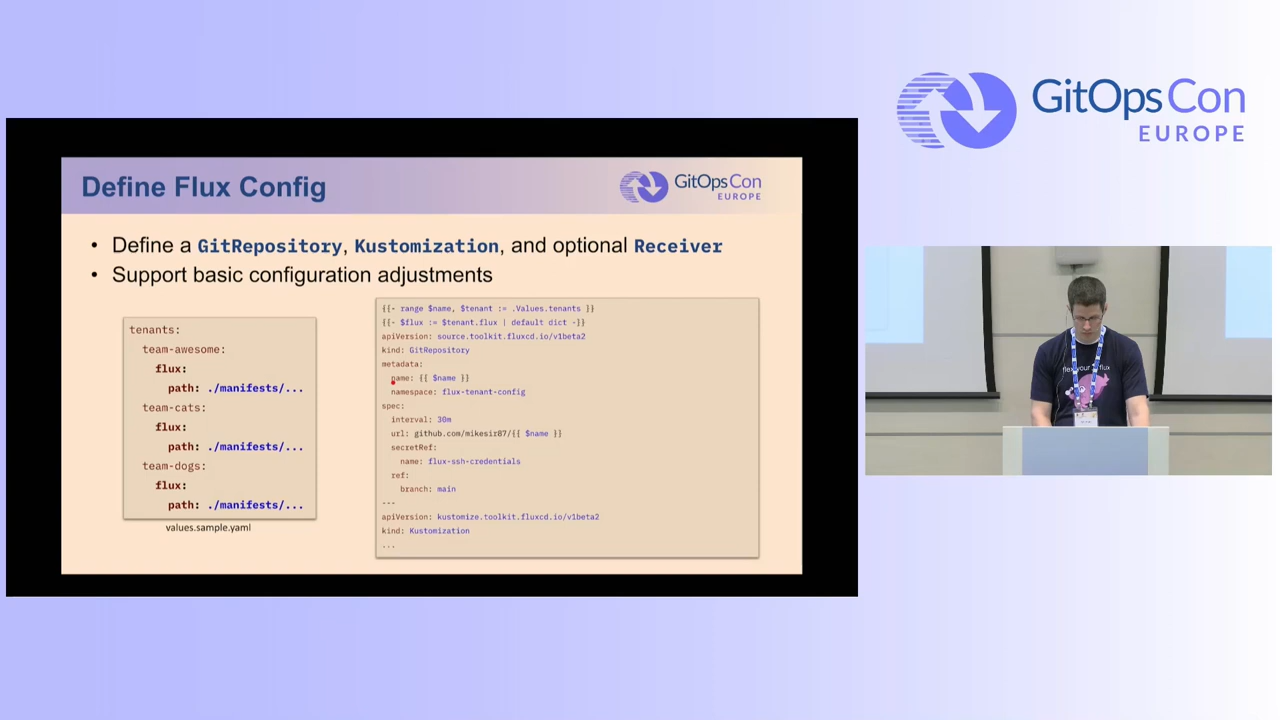 GitOpsCon
EUROPE
Define Flux Config
GitOpsCon
EUROPE
• Define a GitRepository, Kustomization, and optional Receiver
• Support basic configuration adjustments
tenants:
team-awesome:
flux:
path: ./manifests/...
team-cats:
flux:
path: ./manifests/...
team-dogs:
flux:
path: ./manifests/...
values.sample.yaml
{{- range $name, $tenant := .Values.tenants }}
{{- $flux := $tenant.flux | default dict -}}
apiVersion: source.toolkit.fluxcd.io/v1beta2
kind: GitRepository
metadata:
name: {{ $name }}
namespace: flux-tenant-config
spec:
interval: 30m
url: github.com/mikesir87/{{ $name }}
secretRef:
name: flux-ssh-credentials
ref:
branch: main
---
apiVersion: kustomize.toolkit.fluxcd.io/v1beta2
kind: Kustomization
...